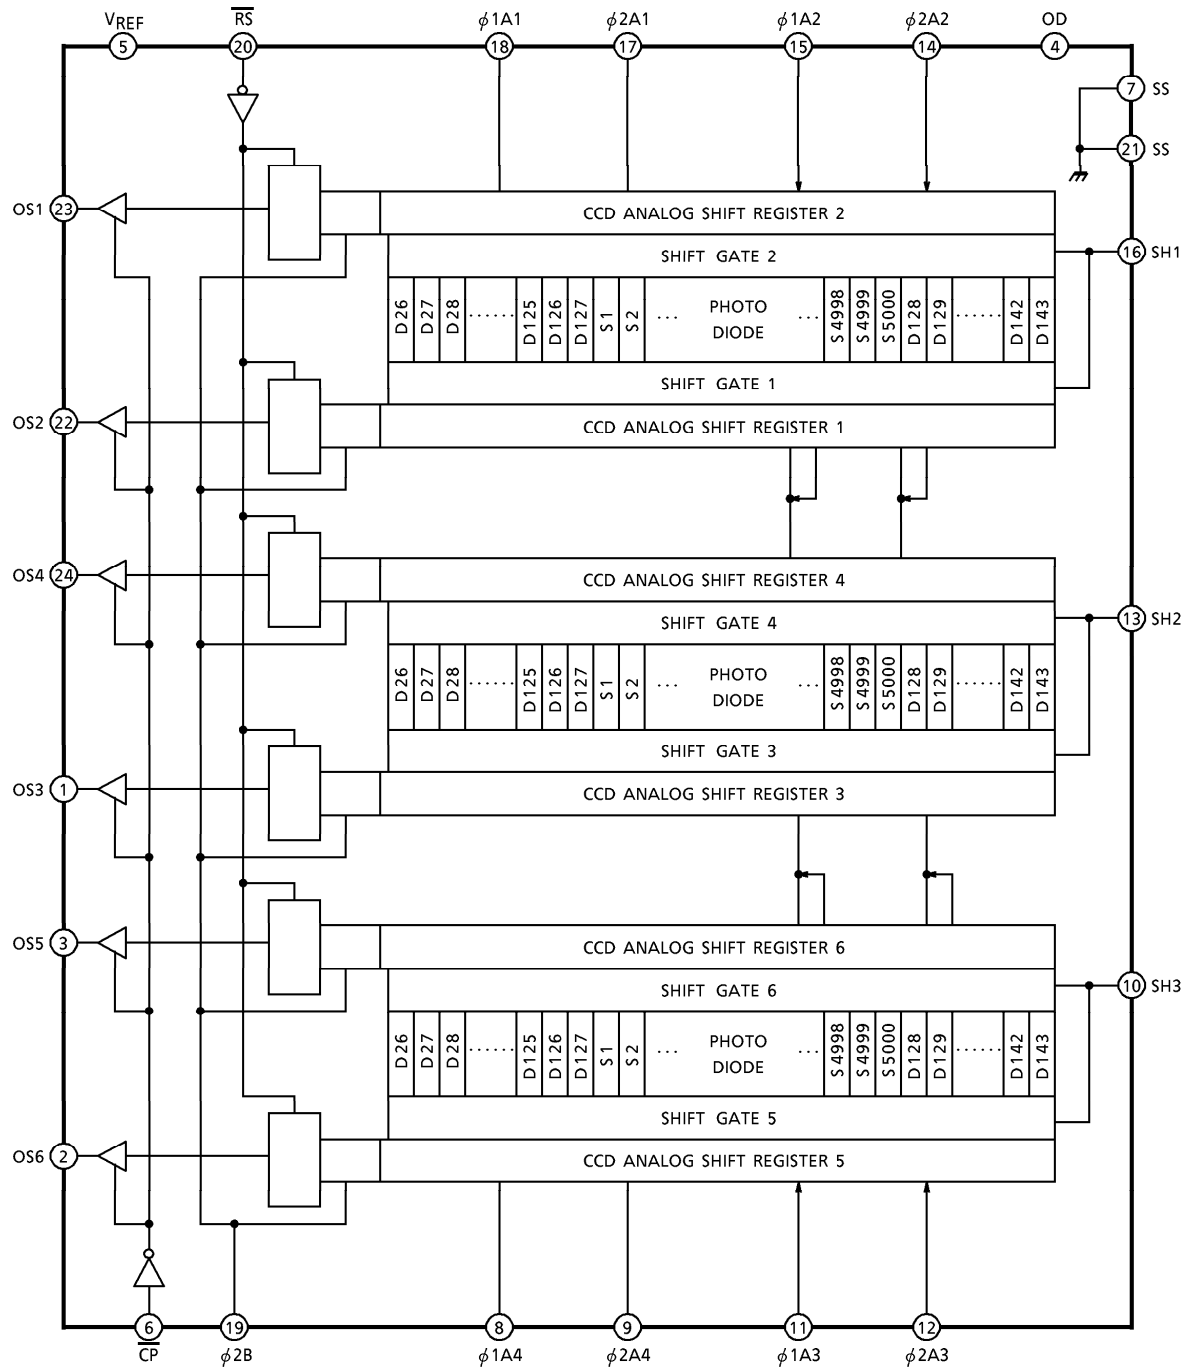 VREF
RS
φ1A1
φ2A1
φ1A2
φ2A2
OD
5
20
18
17
15
14
4
7 SS
21 SS
OS1 23
CCD ANALOG SHIFT REGISTER 2
SHIFT GATE 2
16 SH1
D26 D27 D28 ······ D125 D126 D127 S1 S2 ··· PHOTO DIODE ··· S4998 S4999 S5000 D128 D129 ······ D142 D143
SHIFT GATE 1
OS2 22
CCD ANALOG SHIFT REGISTER 1
OS4 24
CCD ANALOG SHIFT REGISTER 4
SHIFT GATE 4
13 SH2
D26 D27 D28 ······ D125 D126 D127 S1 S2 ··· PHOTO DIODE ··· S4998 S4999 S5000 D128 D129 ······ D142 D143
SHIFT GATE 3
OS3 1
CCD ANALOG SHIFT REGISTER 3
OS5 3
CCD ANALOG SHIFT REGISTER 6
SHIFT GATE 6
10 SH3
D26 D27 D28 ······ D125 D126 D127 S1 S2 ··· PHOTO DIODE ··· S4998 S4999 S5000 D128 D129 ······ D142 D143
SHIFT GATE 5
OS6 2
CCD ANALOG SHIFT REGISTER 5
6
19
8
9
11
12
CP
φ2B
φ1A4
φ2A4
φ1A3
φ2A3